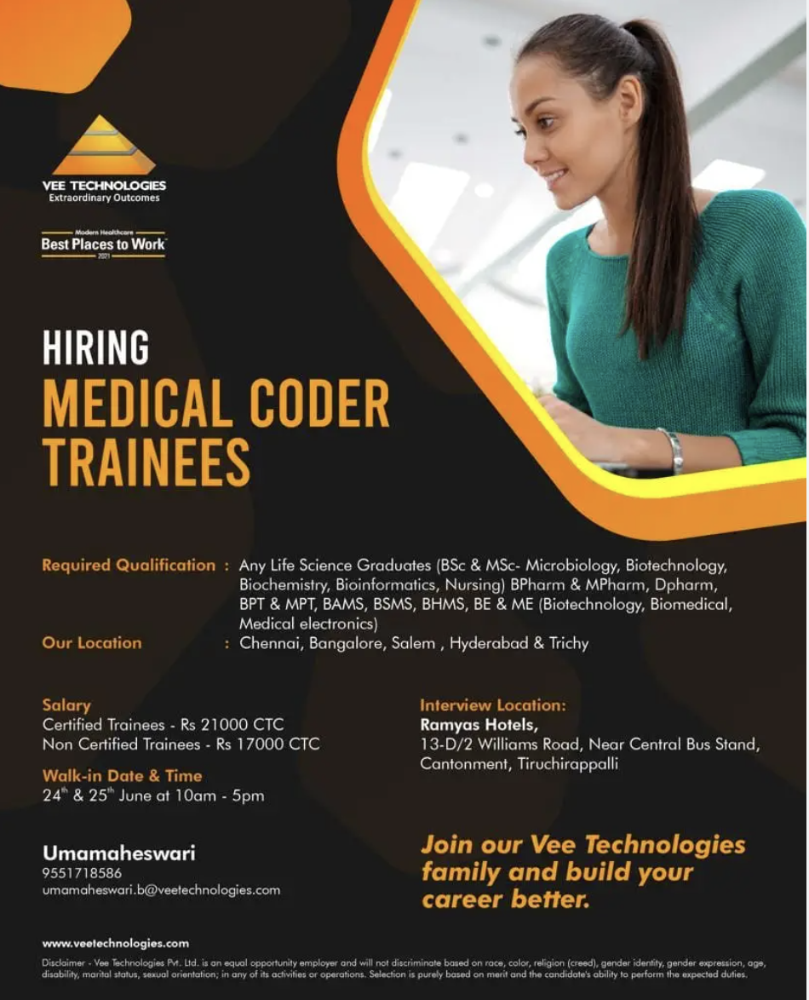 VEE TECHNOLOGIES
Extraordinary Outcomes
Modern Healthcare
Best Places to Work™
2021
HIRING
MEDICAL CODER
TRAINEES
Required Qualification : Any Life Science Graduates (BSc & MSc- Microbiology, Biotechnology,
Biochemistry, Bioinformatics, Nursing) BPharm & MPharm, Dpharm,
BPT & MPT, BAMS, BSMS, BHMS, BE & ME (Biotechnology, Biomedical,
Medical electronics)
Our Location : Chennai, Bangalore, Salem , Hyderabad & Trichy
Salary
Certified Trainees - Rs 21000 CTC
Non Certified Trainees - Rs 17000 CTC
Walk-in Date & Time
24th & 25th June at 10am - 5pm
Interview Location:
Ramyas Hotels,
13-D/2 Williams Road, Near Central Bus Stand,
Cantonment, Tiruchirappalli
Umamaheswari
9551718586
umamaheswari.b@veetechnologies.com
Join our Vee Technologies
family and build your
career better.
www.veetechnologies.com
Disclaimer - Vee Technologies Pvt. Ltd. is an equal opportunity employer and will not discriminate based on race, color, religion (creed), gender identity, gender expression, age,
disability, marital status, sexual orientation; in any of its activities or operations. Selection is purely based on merit and the candidate's ability to perform the expected duties.